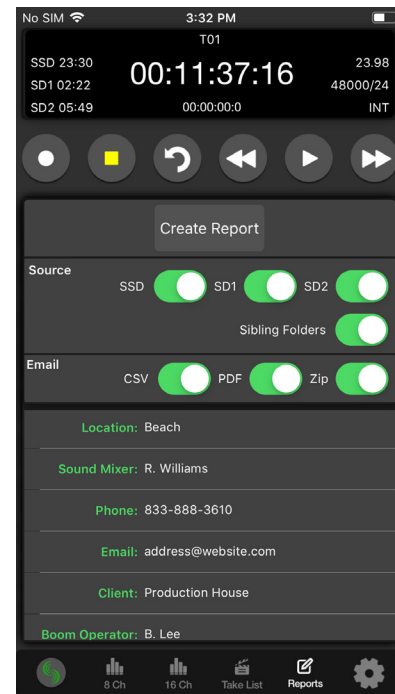 No SIM 3:32 PM
T01
SSD 23:30 00:11:37:16 23.98
SD1 02:22 48000/24
SD2 05:49 00:00:00:0 INT
Create Report
Source
SSD SD1 SD2
Sibling Folders
Email
CSV PDF Zip
Location: Beach
Sound Mixer: R. Williams
Phone: 833-888-3610
Email: address@website.com
Client: Production House
Boom Operator: B. Lee
8 Ch 16 Ch Take List Reports